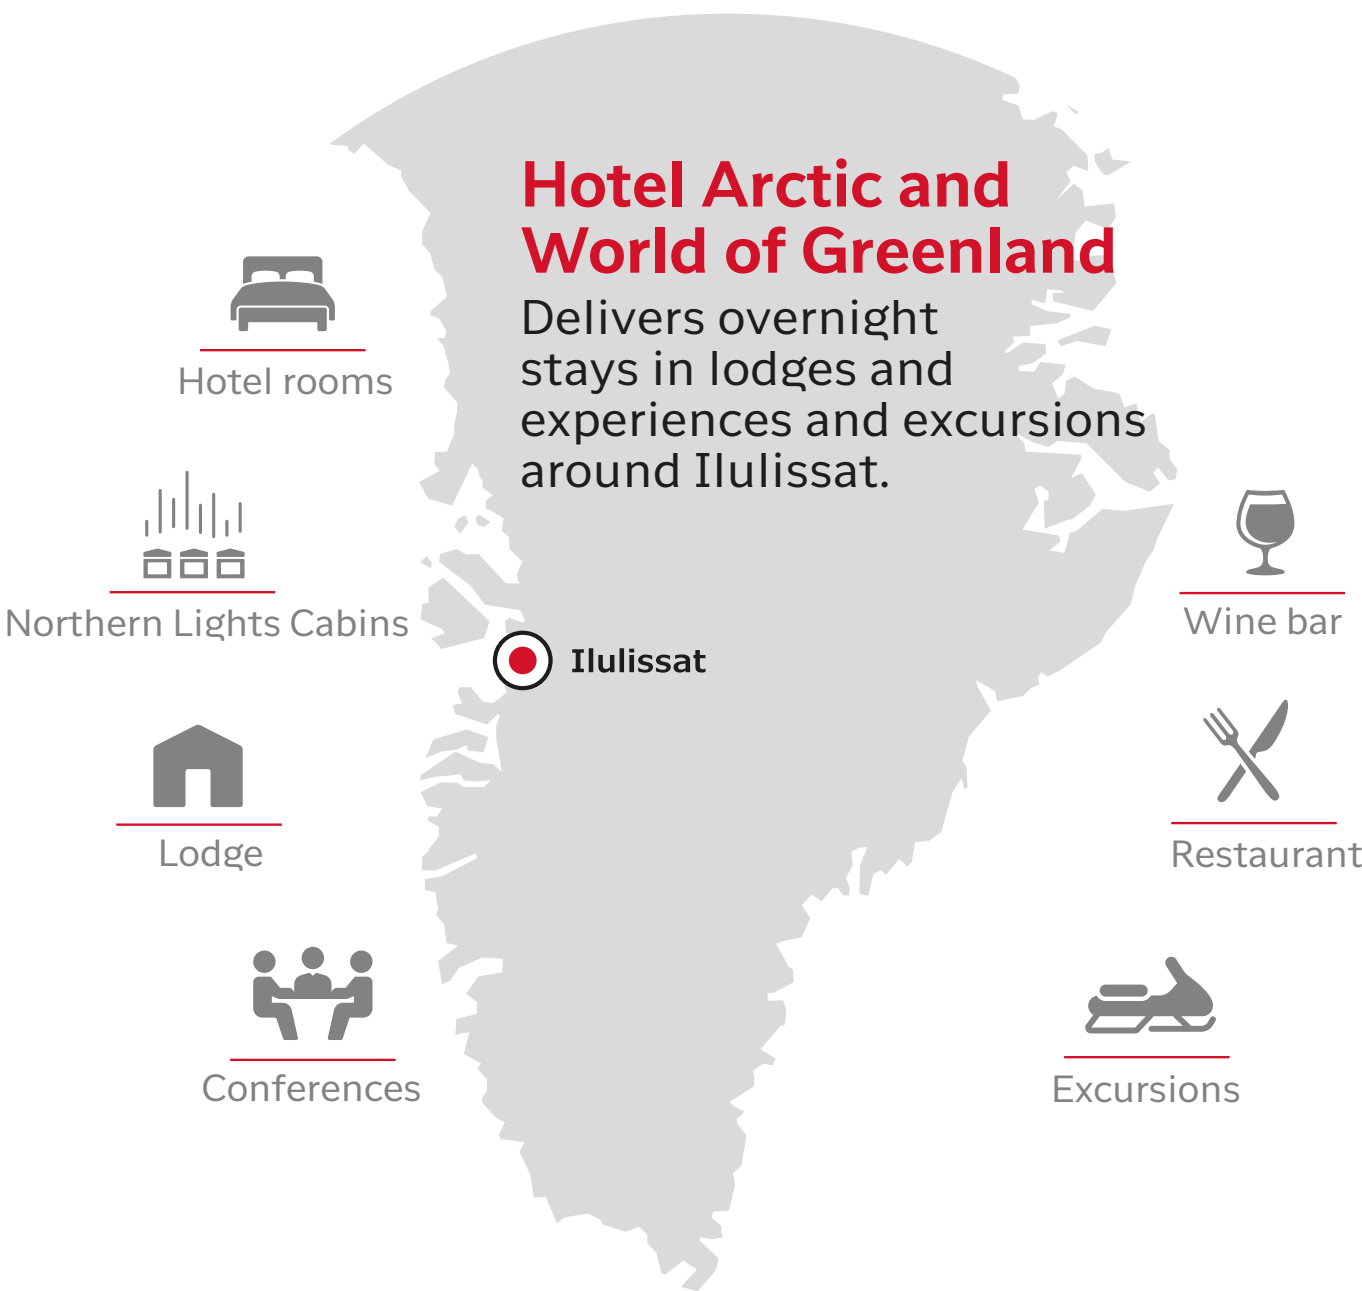 Hotel Arctic and
World of Greenland
Delivers overnight
stays in lodges and
experiences and excursions
around Ilulissat.
Hotel rooms
Northern Lights Cabins
Wine bar
Ilulissat
Lodge
Restaurant
Conferences
Excursions